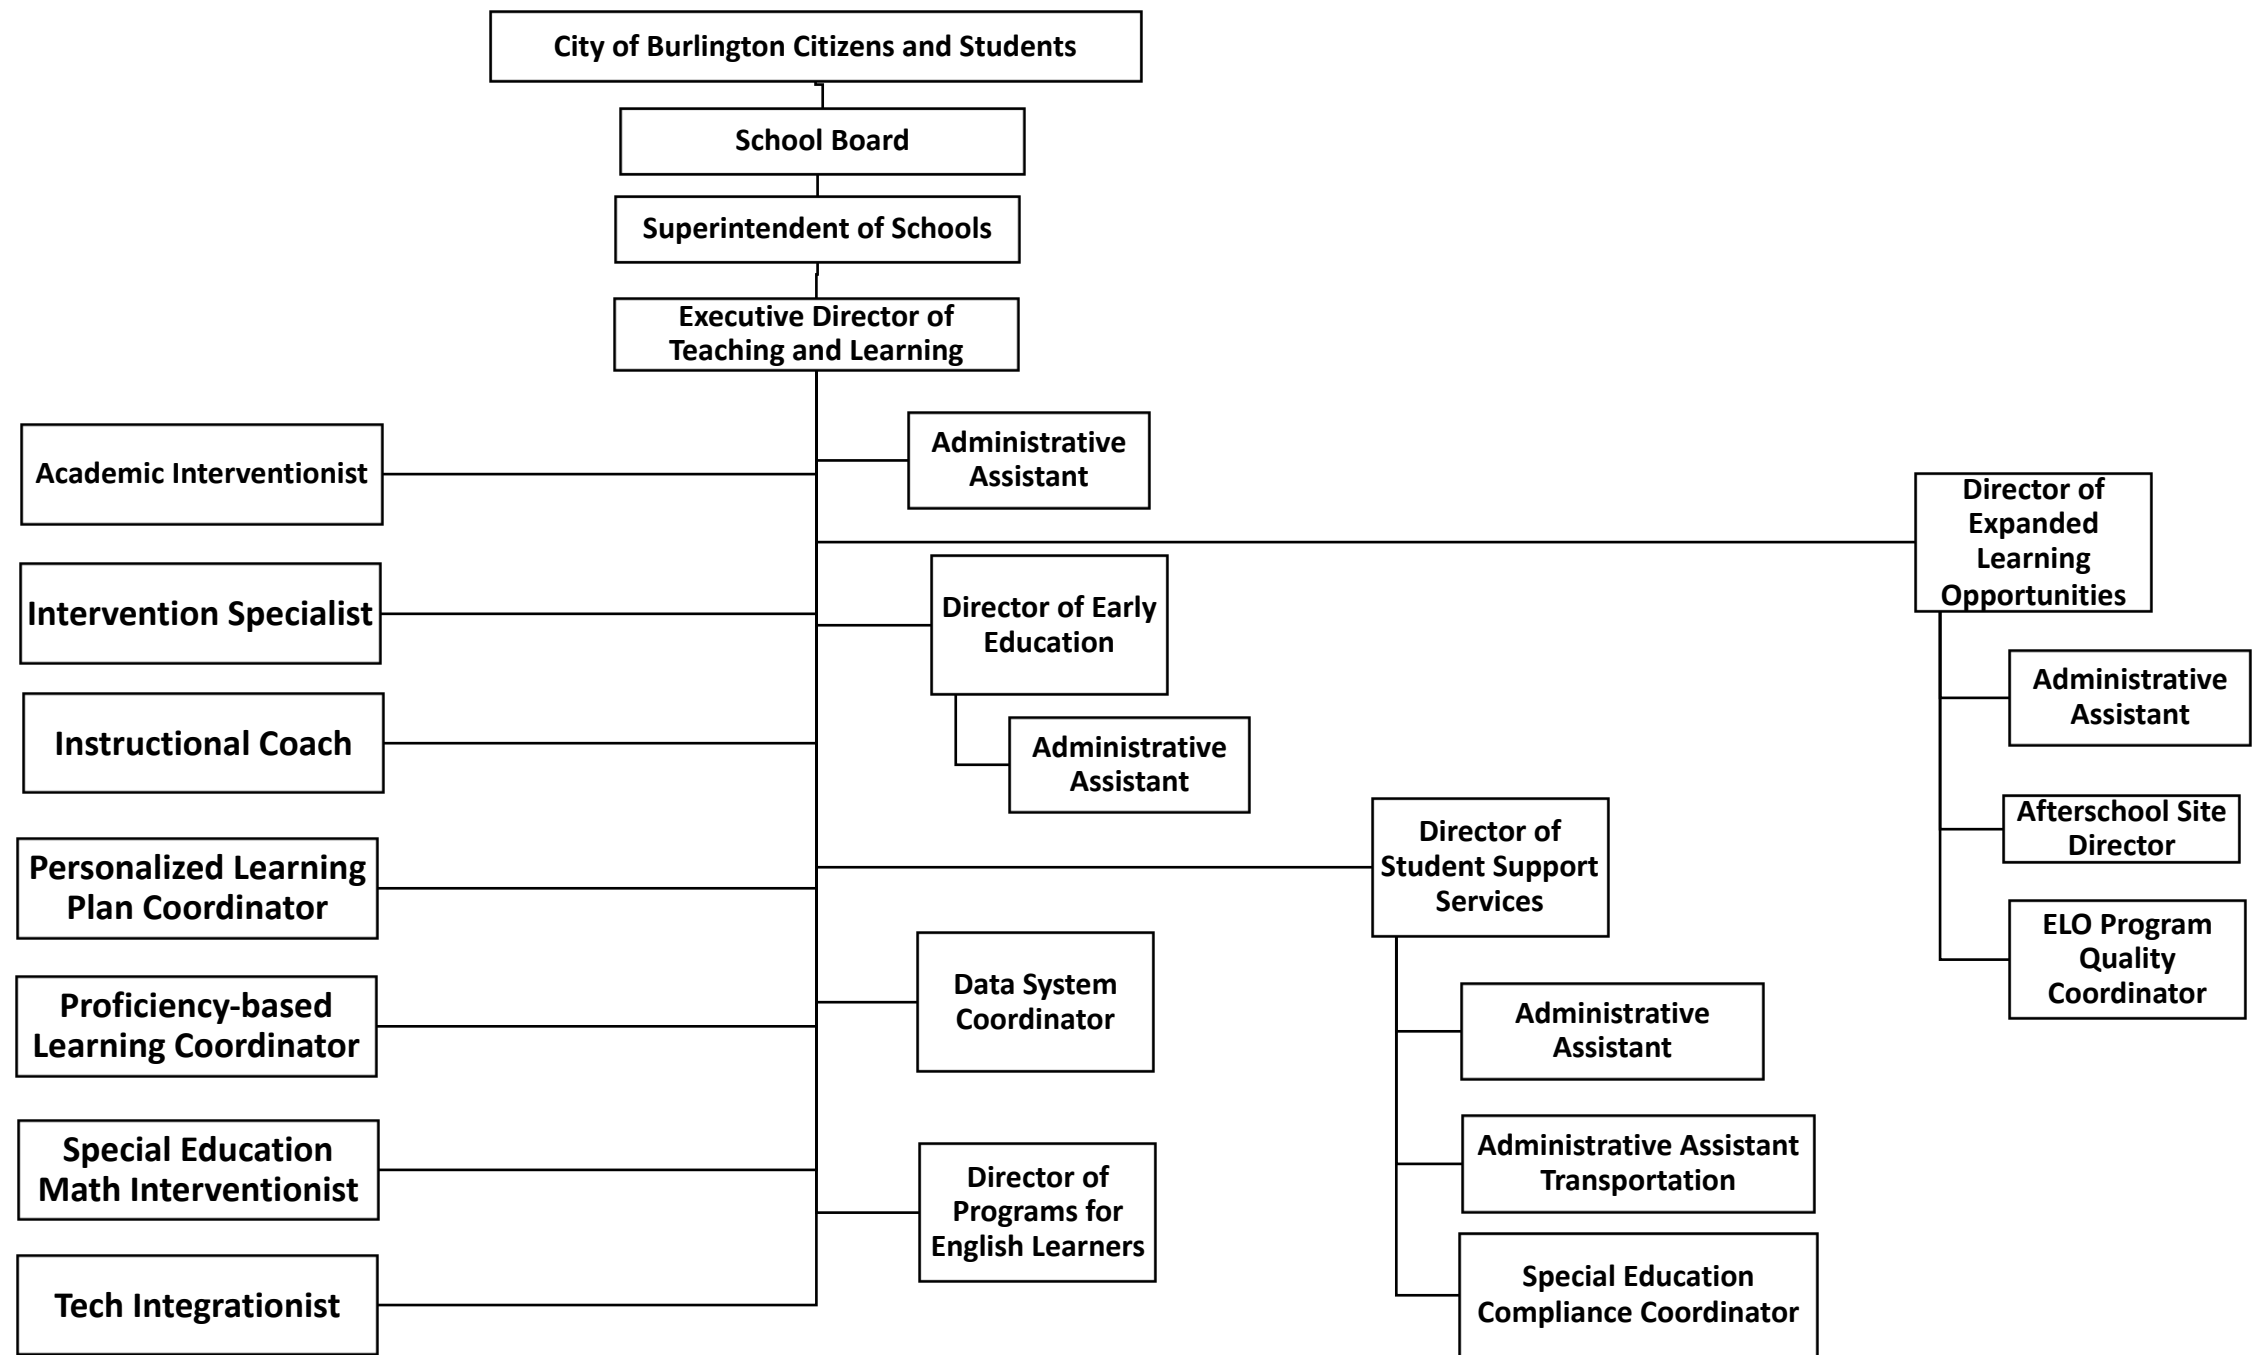 City of Burlington Citizens and Students
School Board
Superintendent of Schools
Executive Director of
Teaching and Learning
Academic Interventionist
Intervention Specialist
Instructional Coach
Personalized Learning
Plan Coordinator
Proficiency-based
Learning Coordinator
Special Education
Math Interventionist
Tech Integrationist
Administrative
Assistant
Director of Early
Education
Administrative
Assistant
Data System
Coordinator
Director of
Programs for
English Learners
Director of
Student Support
Services
Administrative
Assistant
Administrative Assistant
Transportation
Special Education
Compliance Coordinator
Director of
Expanded
Learning
Opportunities
Administrative
Assistant
Afterschool Site
Director
ELO Program
Quality
Coordinator